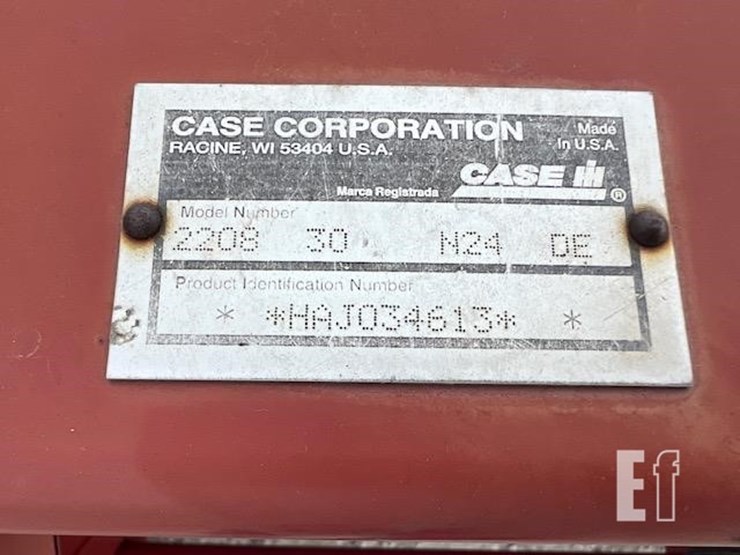 CASE CORPORATION
Made
RACINE, WI 53404 U.S.A.
In U.S.A.
Marca Registrada
CASE IH ®
Model Number
2208 30 N24 DE
Product Identification Number
* *HAJ034613* *
Ef